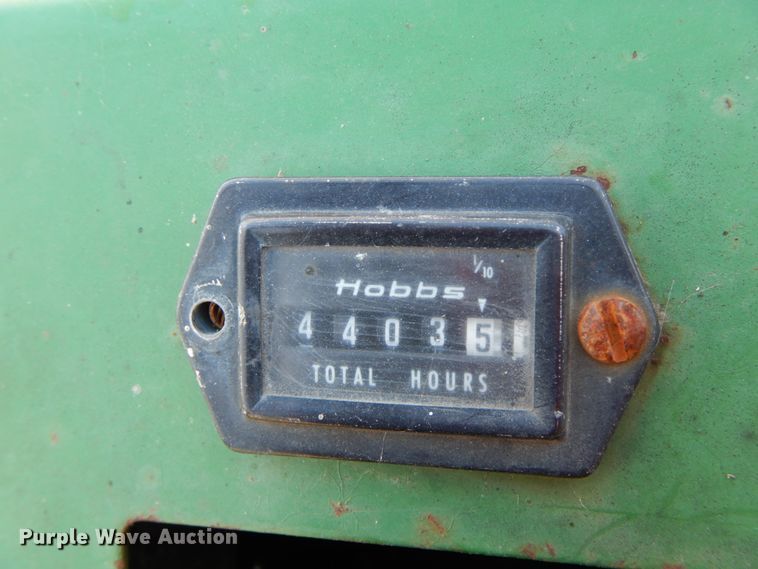 1/10
Hobbs
4 4 0 3 5
TOTAL HOURS
Purple Wave Auction